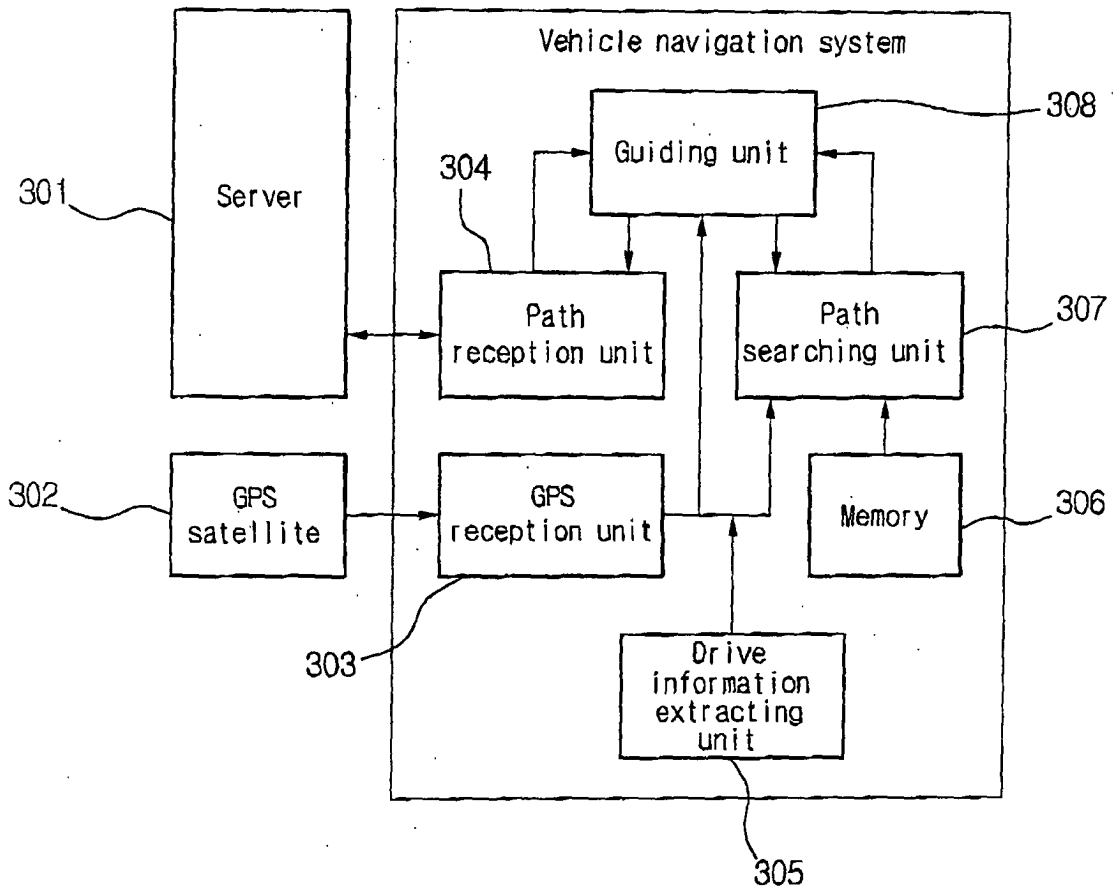 Vehicle navigation system
308
Guiding unit
304
301
Server
Path
reception unit
Path
searching unit
307
302
GPS
satellite
GPS
reception unit
Memory
306
303
Drive
information
extracting
unit
305